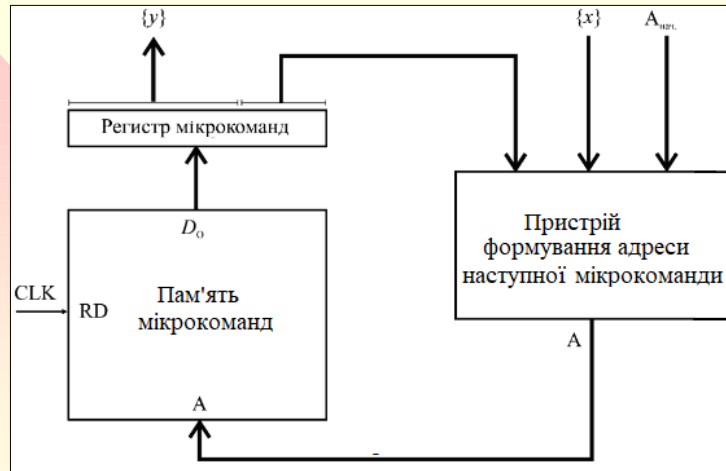 {y}
{x}
Aнач.
Регистр мікрокоманд
D₀
CLK
RD
Пам'ять
мікрокоманд
A
Пристрій
формування адреси
наступної мікрокоманди
A